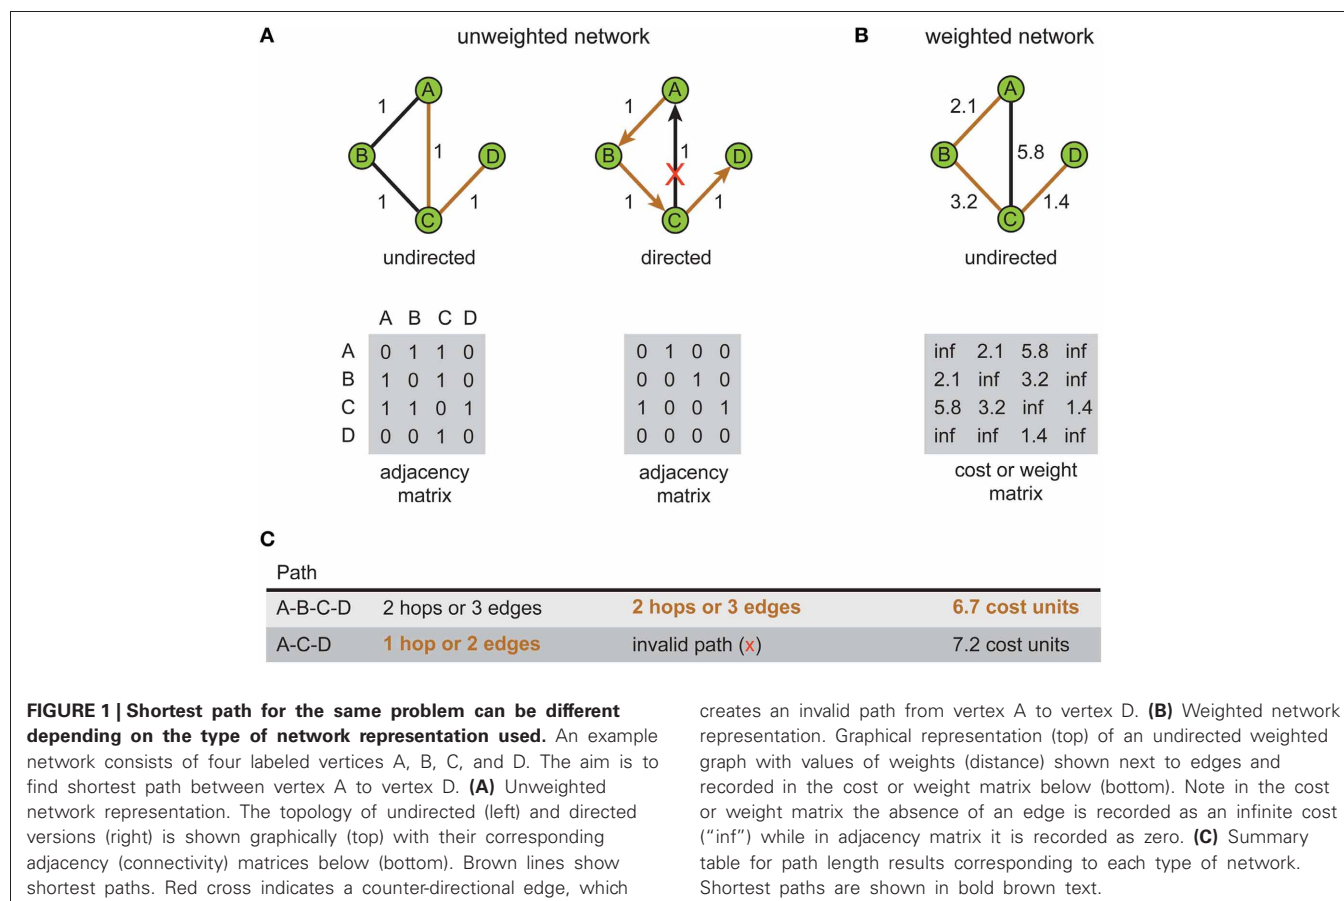 A unweighted network
B weighted network
A
1
B
1
D
1
1
C
undirected
A
1
B
1
X
D
1
1
C
directed
A
2.1
B
5.8
D
3.2
1.4
C
undirected
A B C D
A 0 1 1 0
B 1 0 1 0
C 1 1 0 1
D 0 0 1 0
adjacency
matrix
0 1 0 0
0 0 1 0
1 0 0 1
0 0 0 0
adjacency
matrix
inf 2.1 5.8 inf
2.1 inf 3.2 inf
5.8 3.2 inf 1.4
inf inf 1.4 inf
cost or weight
matrix
C
Path
A-B-C-D 2 hops or 3 edges 2 hops or 3 edges 6.7 cost units
A-C-D 1 hop or 2 edges invalid path (x) 7.2 cost units
FIGURE 1 | Shortest path for the same problem can be different
depending on the type of network representation used. An example
network consists of four labeled vertices A, B, C, and D. The aim is to
find shortest path between vertex A to vertex D. (A) Unweighted
network representation. The topology of undirected (left) and directed
versions (right) is shown graphically (top) with their corresponding
adjacency (connectivity) matrices below (bottom). Brown lines show
shortest paths. Red cross indicates a counter-directional edge, which
creates an invalid path from vertex A to vertex D. (B) Weighted network
representation. Graphical representation (top) of an undirected weighted
graph with values of weights (distance) shown next to edges and
recorded in the cost or weight matrix below (bottom). Note in the cost
or weight matrix the absence of an edge is recorded as an infinite cost
(“inf”) while in adjacency matrix it is recorded as zero. (C) Summary
table for path length results corresponding to each type of network.
Shortest paths are shown in bold brown text.